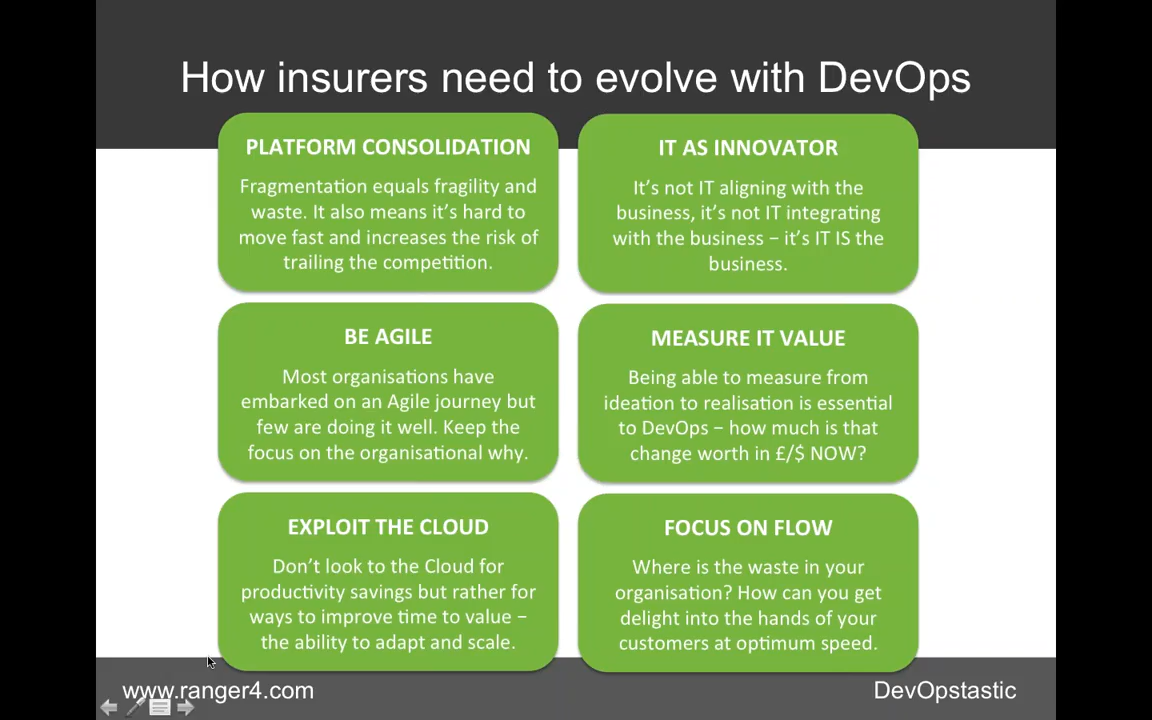 How insurers need to evolve with DevOps
PLATFORM CONSOLIDATION
Fragmentation equals fragility and
waste. It also means it’s hard to
move fast and increases the risk of
trailing the competition.
IT AS INNOVATOR
It’s not IT aligning with the
business, it’s not IT integrating
with the business – it’s IT IS the
business.
BE AGILE
Most organisations have
embarked on an Agile journey but
few are doing it well. Keep the
focus on the organisational why.
MEASURE IT VALUE
Being able to measure from
ideation to realisation is essential
to DevOps – how much is that
change worth in £/$ NOW?
EXPLOIT THE CLOUD
Don’t look to the Cloud for
productivity savings but rather for
ways to improve time to value –
the ability to adapt and scale.
FOCUS ON FLOW
Where is the waste in your
organisation? How can you get
delight into the hands of your
customers at optimum speed.
www.ranger4.com
DevOpstastic